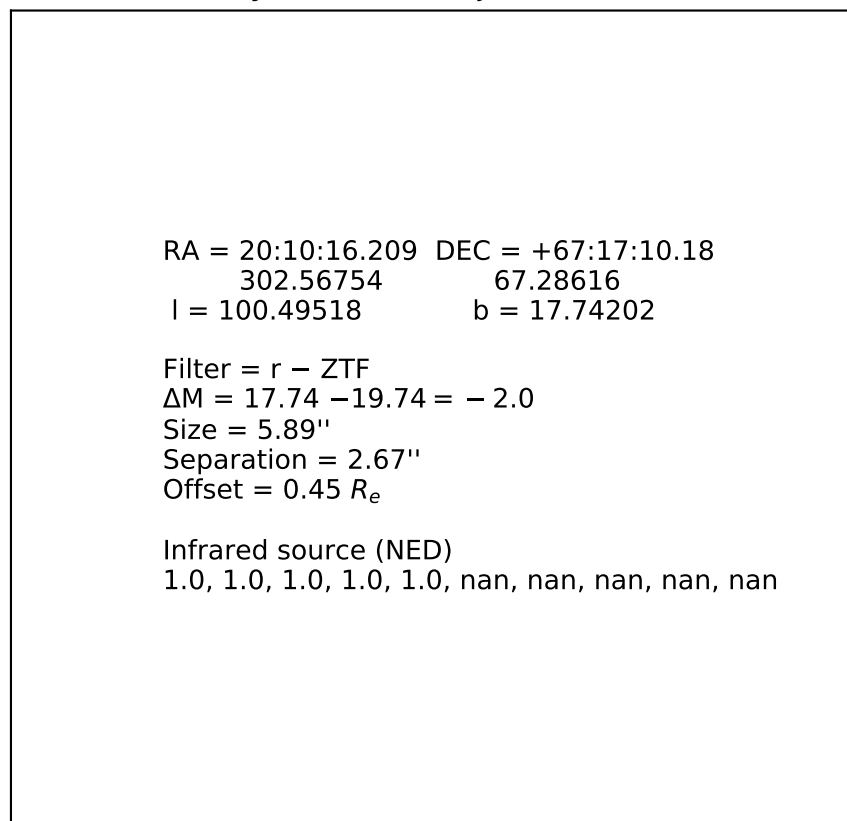 RA = 20:10:16.209 DEC = +67:17:10.18
302.56754 67.28616
l = 100.49518 b = 17.74202
Filter = r − ZTF
ΔM = 17.74 −19.74 = − 2.0
Size = 5.89''
Separation = 2.67''
Offset = 0.45 Re
Infrared source (NED)
1.0, 1.0, 1.0, 1.0, 1.0, nan, nan, nan, nan, nan